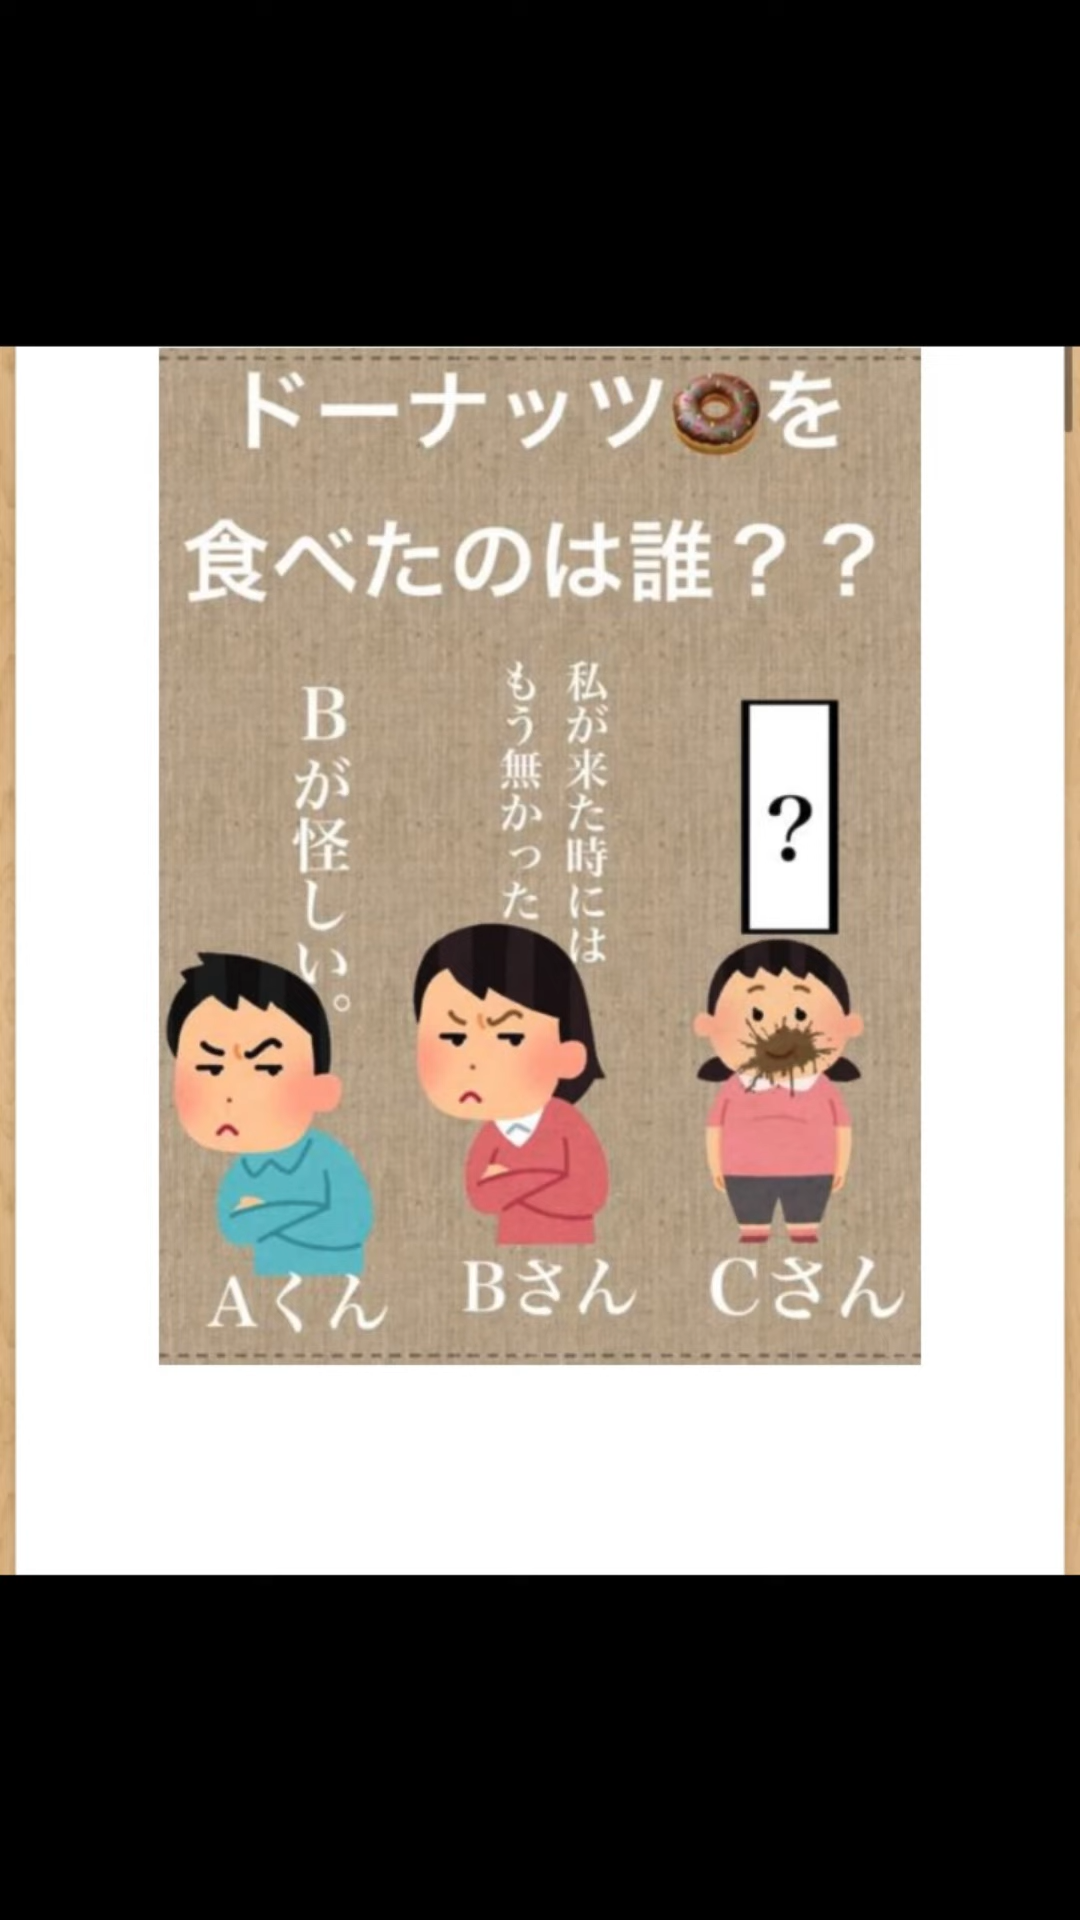 ドーナッツ🍩を
食べたのは誰？？
Bが怪しい。
私が来た時には
もう無かった
？
Aくん
Bさん
Cさん